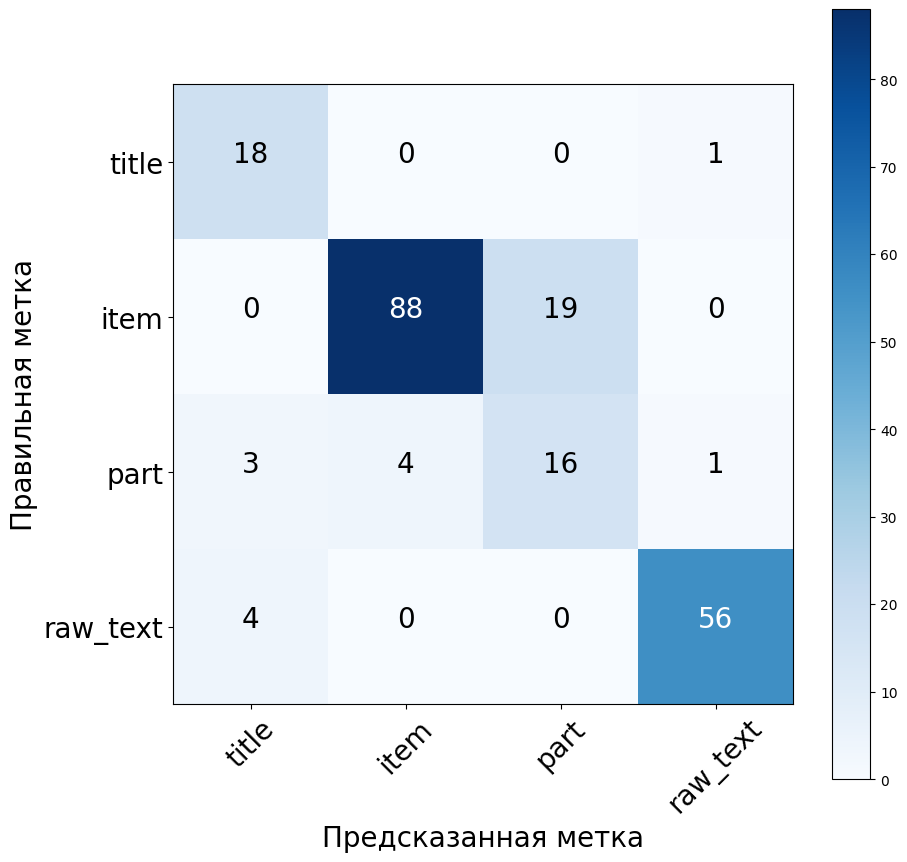 Правильная метка
title 18 0 0 1
item 0 88 19 0
part 3 4 16 1
raw_text 4 0 0 56
title item part raw_text
Предсказанная метка
80
70
60
50
40
30
20
10
0